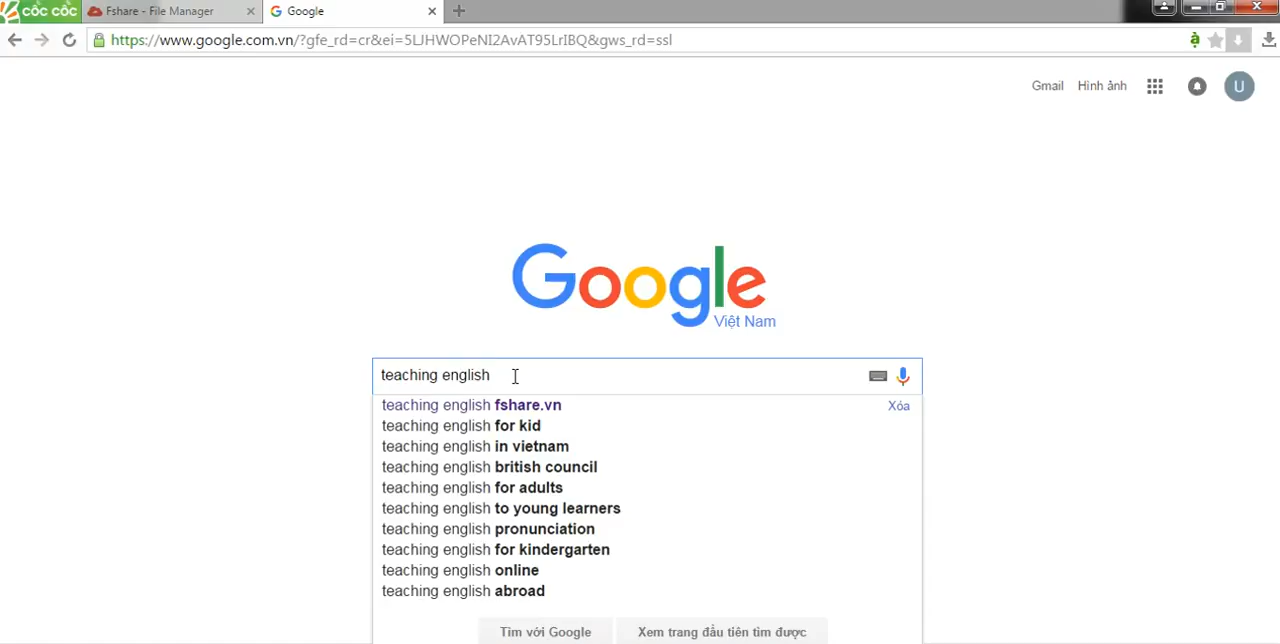 CỐC CỐC
Fshare - File Manager
Google
https://www.google.com.vn/?gfe_rd=cr&ei=5LJHWOPeNI2AvAT95LrIBQ&gws_rd=ssl
Gmail Hình ảnh U
Google
Việt Nam
teaching english
teaching english fshare.vn Xóa
teaching english for kid
teaching english in vietnam
teaching english british council
teaching english for adults
teaching english to young learners
teaching english pronunciation
teaching english for kindergarten
teaching english online
teaching english abroad
Tìm với Google Xem trang đầu tiên tìm được